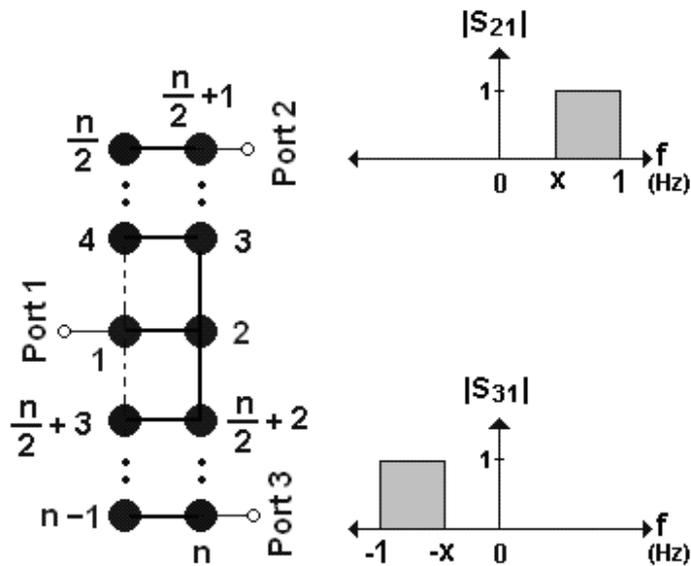 n/2
n/2 +1
Port 2
4
3
Port 1
1
2
n/2 + 3
n/2 + 2
n −1
n
Port 3
|S21|
1
f
(Hz)
0
x
1
|S31|
1
f
(Hz)
-1
-x
0